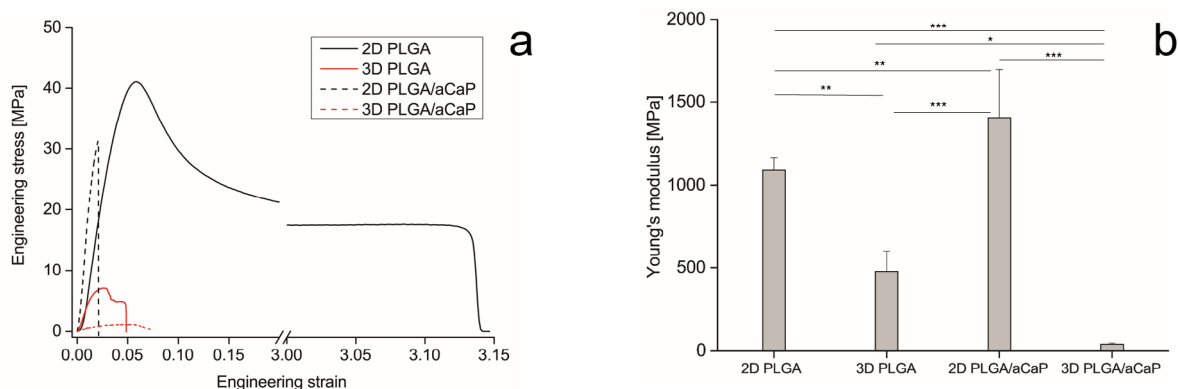 a
50
40
30
20
10
0
Engineering stress [MPa]
2D PLGA
3D PLGA
2D PLGA/aCaP
3D PLGA/aCaP
0.00 0.05 0.10 0.15 3.00 3.00 3.05 3.10 3.15
Engineering strain
b
2000
1500
1000
500
0
Young's modulus [MPa]
***
*
***
**
**
***
2D PLGA 3D PLGA 2D PLGA/aCaP 3D PLGA/aCaP